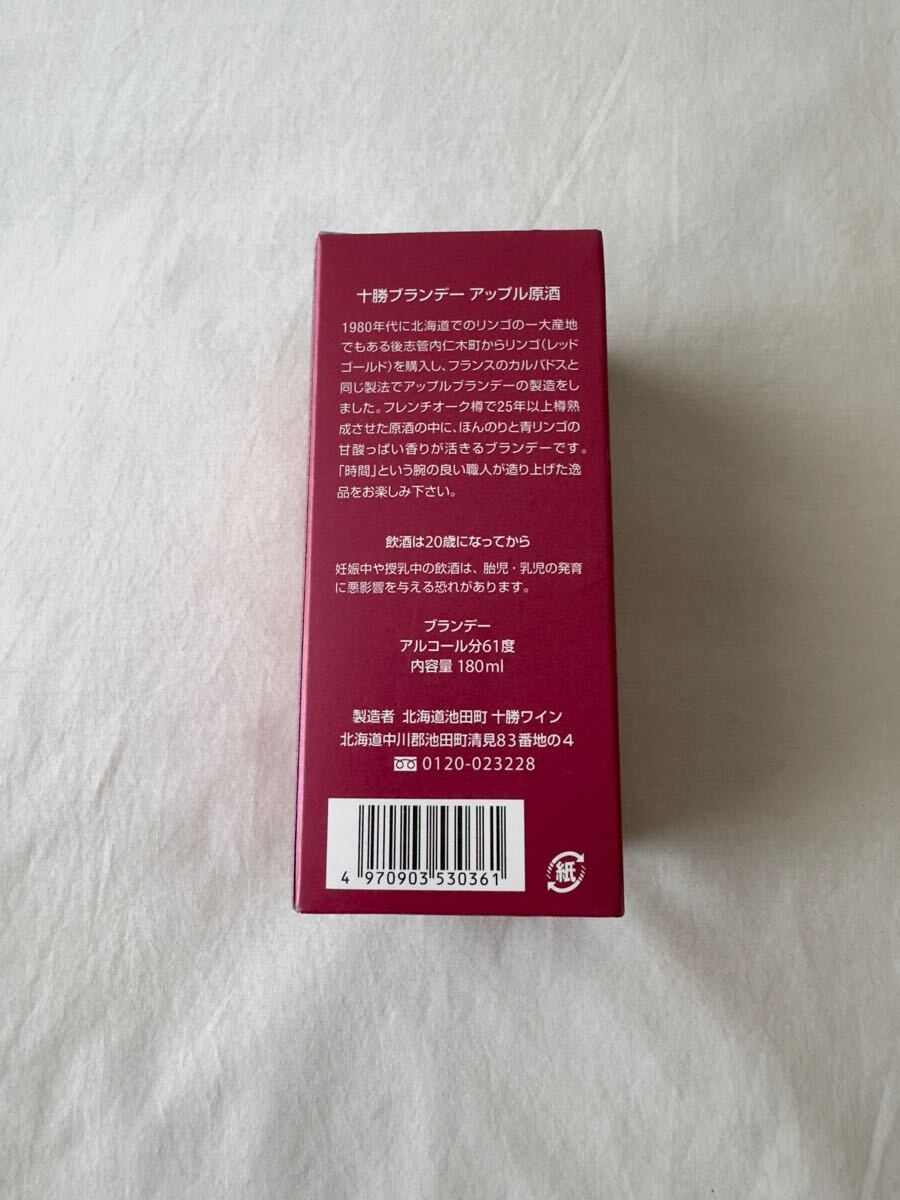 十勝ブランデー アップル原酒
1980年代に北海道でのリンゴの一大産地
でもある後志管内仁木町からリンゴ(レッド
ゴールド)を購入し、フランスのカルバドスと
同じ製法でアップルブランデーの製造をし
ました。フレンチオーク樽で25年以上樽熟
成させた原酒の中に、ほんのりと青リンゴの
甘酸っぱい香りが活きるブランデーです。
「時間」という腕の良い職人が造り上げた逸
品をお楽しみ下さい。
飲酒は20歳になってから
妊娠中や授乳中の飲酒は、胎児・乳児の発育
に悪影響を与える恐れがあります。
ブランデー
アルコール分61度
内容量 180ml
製造者 北海道池田町 十勝ワイン
北海道中川郡池田町清見83番地の4
0120-023228
4 970903 530361
紙